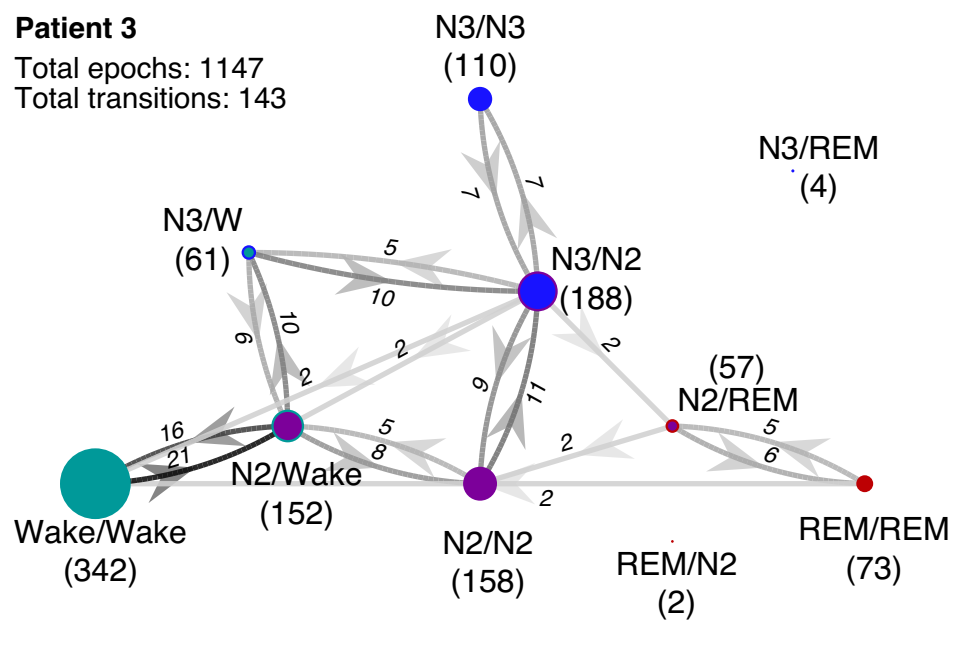 Patient 3
Total epochs: 1147
Total transitions: 143
N3/N3
(110)
N3/REM
(4)
7
7
N3/W
(61)
5
10
N3/N2
(188)
6
10
2
2
2
9
11
(57)
N2/REM
16
21
5
8
2
5
6
N2/Wake
(152)
2
Wake/Wake
(342)
N2/N2
(158)
REM/N2
(2)
REM/REM
(73)